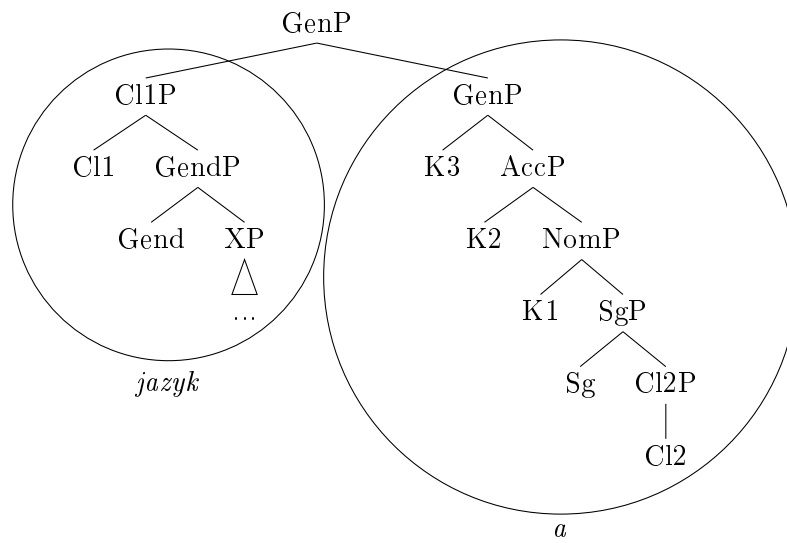 GenP
Cl1P GenP
Cl1 GendP K3 AccP
Gend XP K2 NomP
... K1 SgP
jazyk Sg Cl2P
Cl2
a